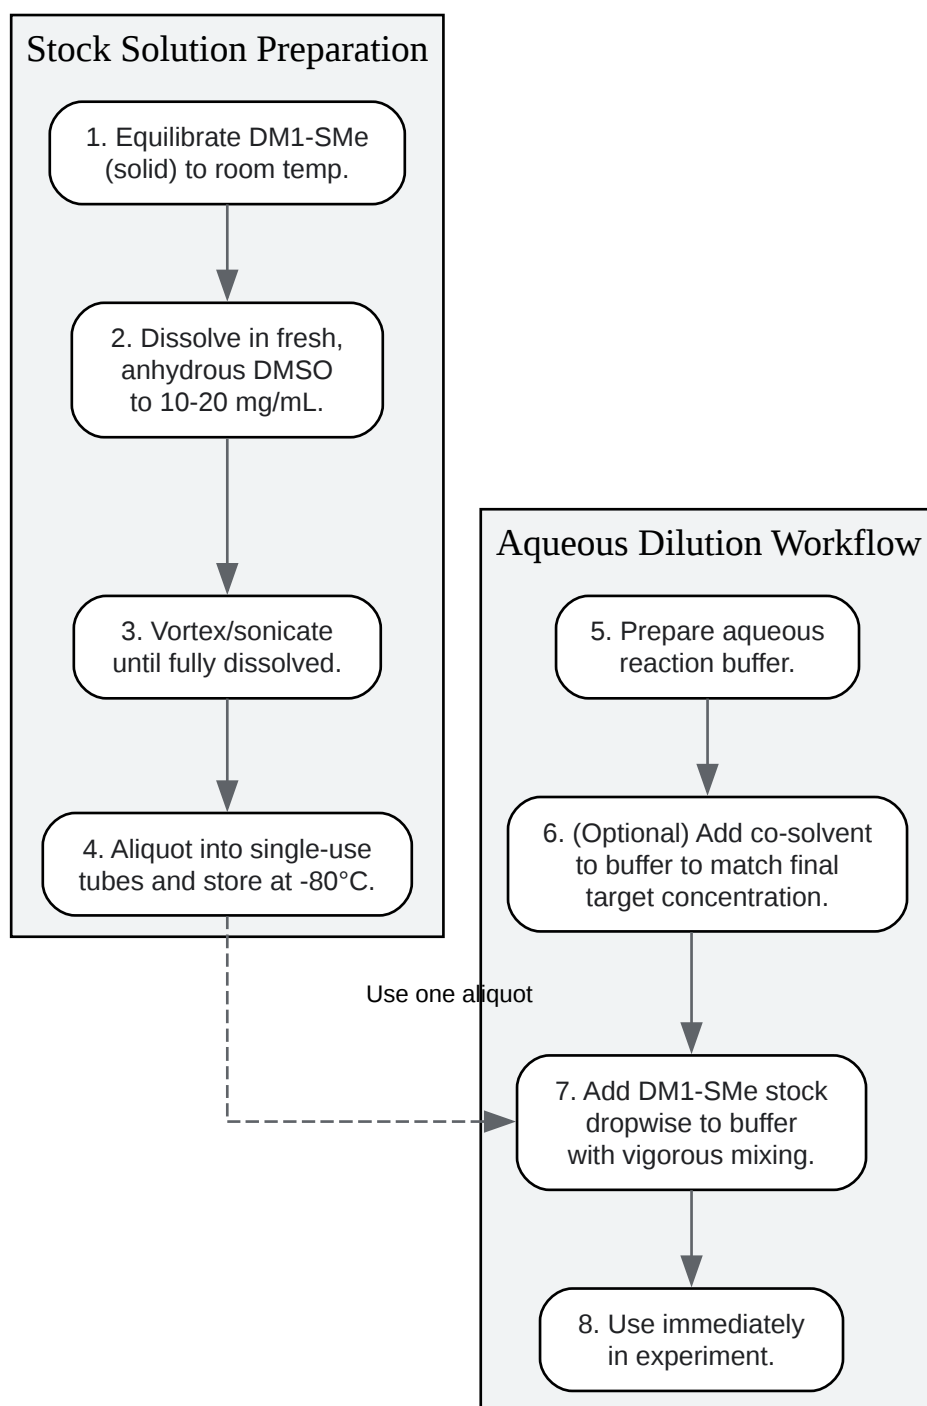 Stock Solution Preparation
1. Equilibrate DM1-SMe
(solid) to room temp.
2. Dissolve in fresh,
anhydrous DMSO
to 10-20 mg/mL.
3. Vortex/sonicate
until fully dissolved.
4. Aliquot into single-use
tubes and store at -80°C.
Use one aliquot
Aqueous Dilution Workflow
5. Prepare aqueous
reaction buffer.
6. (Optional) Add co-solvent
to buffer to match final
target concentration.
7. Add DM1-SMe stock
dropwise to buffer
with vigorous mixing.
8. Use immediately
in experiment.